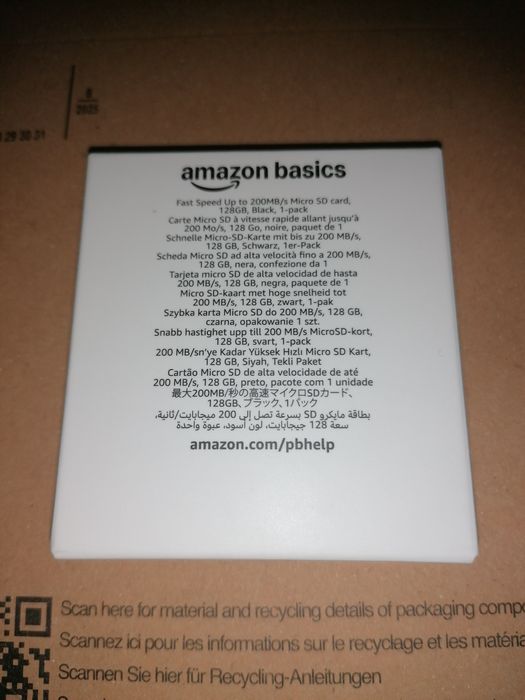 29 30 31
8
2025
amazon basics
Fast Speed Up to 200MB/s Micro SD card,
128GB, Black, 1-pack
Carte Micro SD à vitesse rapide allant jusqu'à
200 Mo/s, 128 Go, noire, paquet de 1
Schnelle Micro-SD-Karte mit bis zu 200 MB/s,
128 GB, Schwarz, 1er-Pack
Scheda Micro SD ad alta velocità fino a 200 MB/s,
128 GB, nera, confezione da 1
Tarjeta micro SD de alta velocidad de hasta
200 MB/s, 128 GB, negra, paquete de 1
Micro SD-kaart met hoge snelheid tot
200 MB/s, 128 GB, zwart, 1-pak
Szybka karta Micro SD do 200 MB/s, 128 GB,
czarna, opakowanie 1 szt.
Snabb hastighet upp till 200 MB/s MicroSD-kort,
128 GB, svart, 1-pack
200 MB/sn'ye Kadar Yüksek Hızlı Micro SD Kart,
128 GB, Siyah, Tekli Paket
Cartão Micro SD de alta velocidade de até
200 MB/s, 128 GB, preto, pacote com 1 unidade
最大200MB/秒の高速マイクロSDカード、
128GB、ブラック、1パック
بطاقة مايكرو SD بسرعة تصل إلى 200 ميجابايت/ثانية،
سعة 128 جيجابايت، لون أسود، عبوة واحدة
amazon.com/pbhelp
Scan here for material and recycling details of packaging
Scannez ici pour les informations sur le recyclage et les
Scannen Sie hier für Recycling-Anleitungen